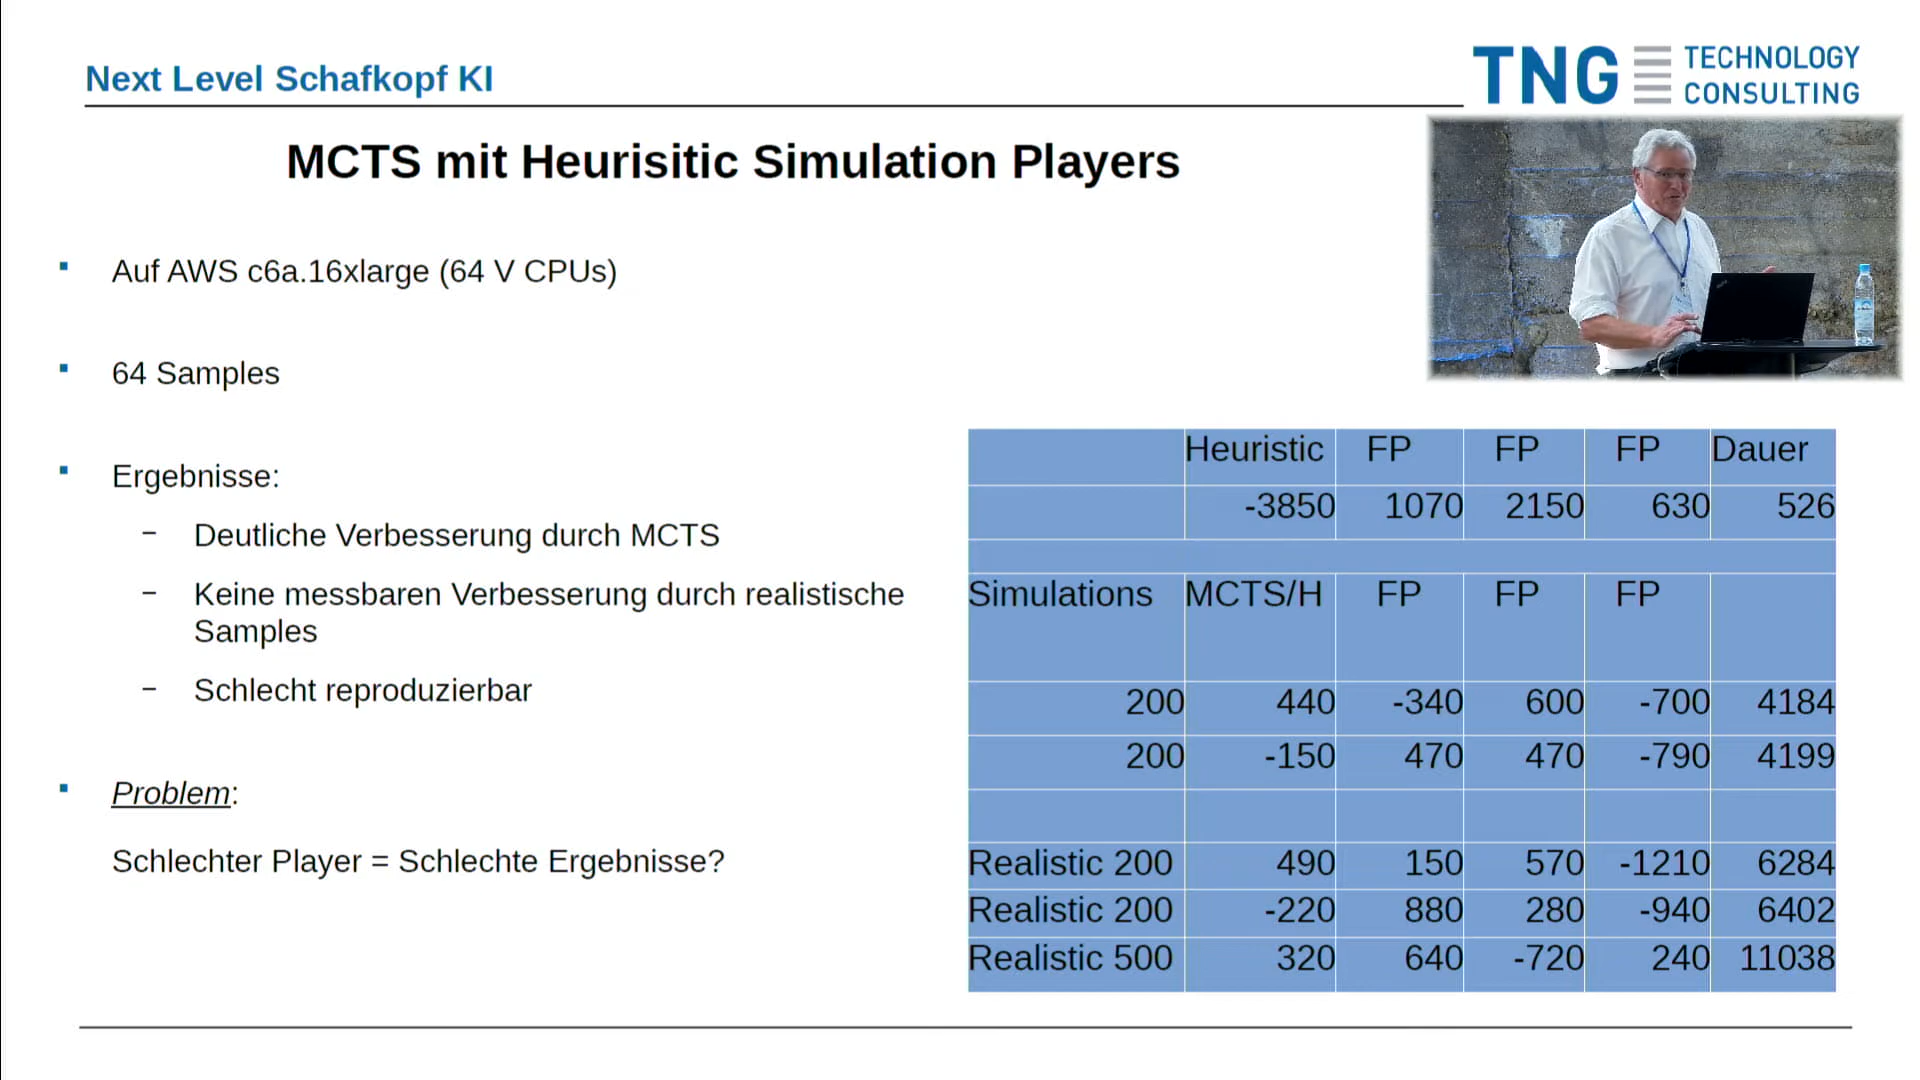 Next Level Schafkopf KI
TNG TECHNOLOGY
CONSULTING
MCTS mit Heurisitic Simulation Players
Auf AWS c6a.16xlarge (64 V CPUs)
64 Samples
Ergebnisse:
– Deutliche Verbesserung durch MCTS
– Keine messbaren Verbesserung durch realistische
Samples
– Schlecht reproduzierbar
Problem:
Schlechter Player = Schlechte Ergebnisse?
Heuristic FP FP FP Dauer
-3850 1070 2150 630 526
Simulations MCTS/H FP FP FP
200 440 -340 600 -700 4184
200 -150 470 470 -790 4199
Realistic 200 490 150 570 -1210 6284
Realistic 200 -220 880 280 -940 6402
Realistic 500 320 640 -720 240 11038